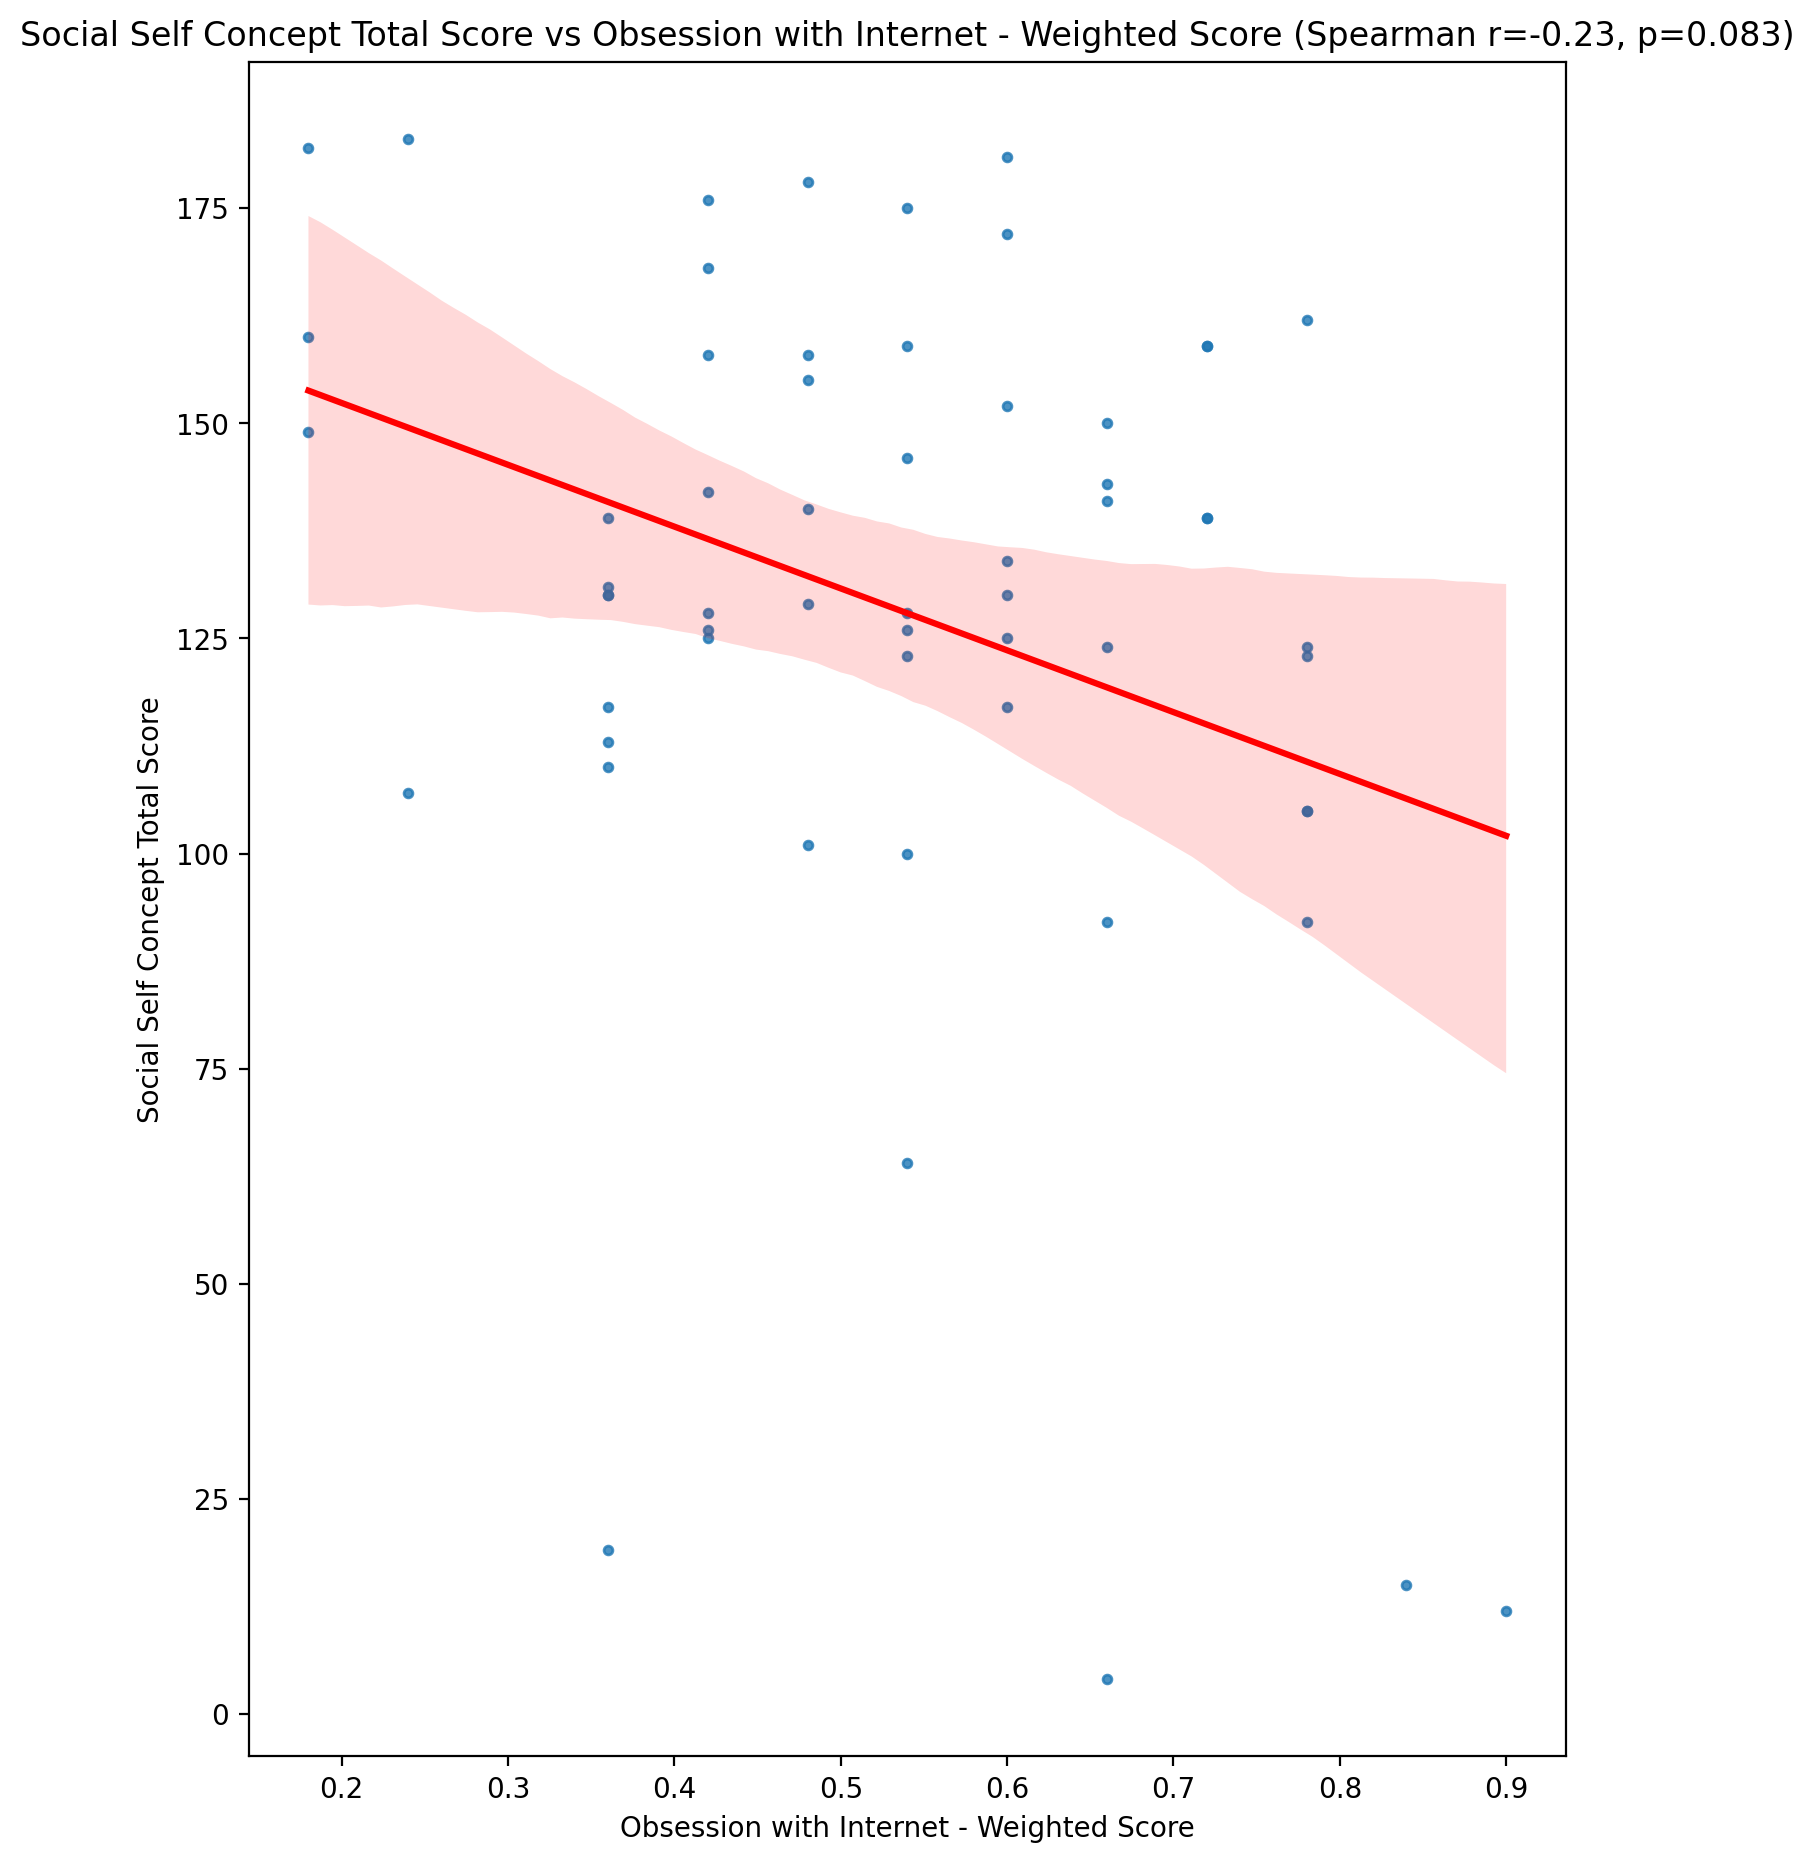 Social Self Concept Total Score vs Obsession with Internet - Weighted Score (Spearman r=-0.23, p=0.083)
Social Self Concept Total Score
175
150
125
100
75
50
25
0
0.2 0.3 0.4 0.5 0.6 0.7 0.8 0.9
Obsession with Internet - Weighted Score